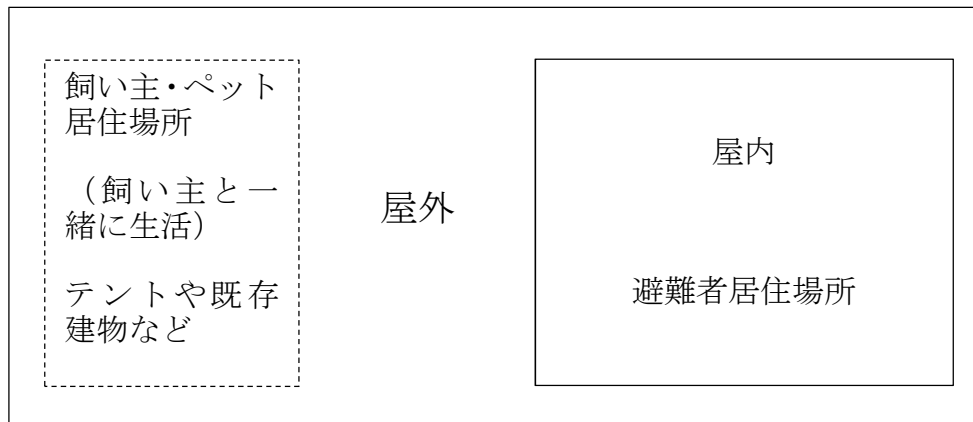 飼い主・ペット
居住場所
（飼い主と一
緒に生活）
テントや既存
建物など
屋外
屋内
避難者居住場所